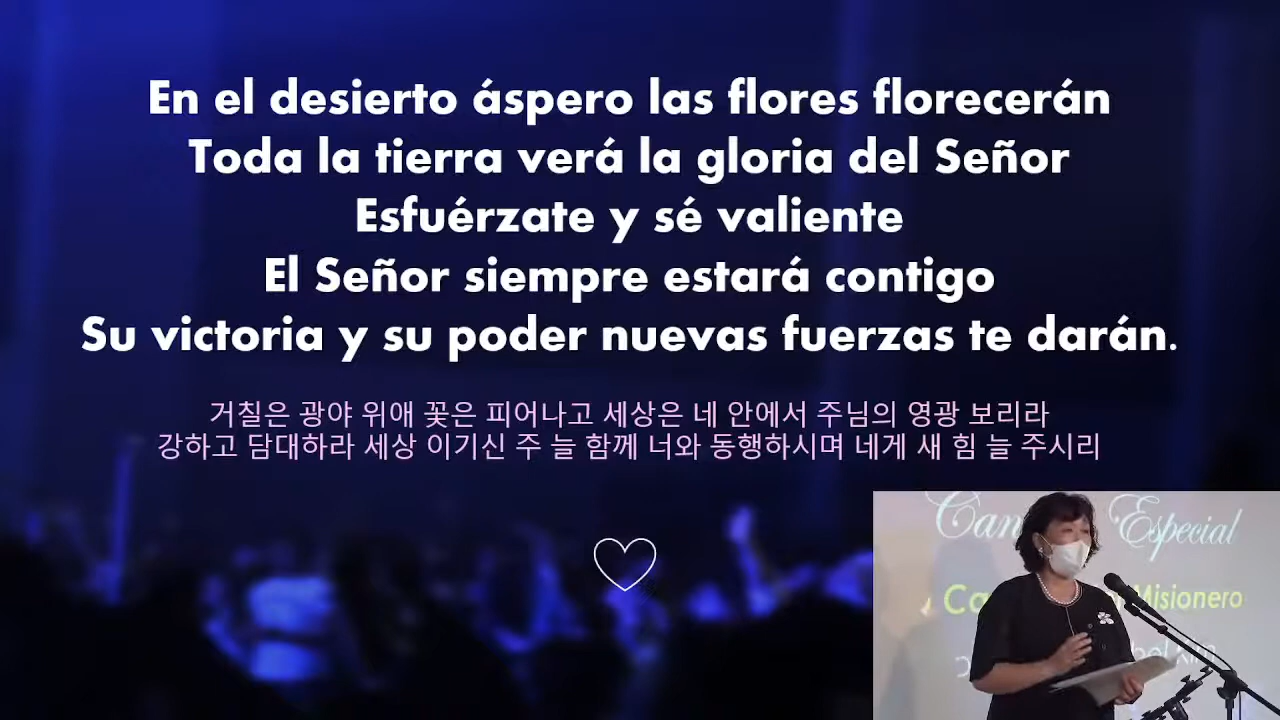 En el desierto áspero las flores florecerán
Toda la tierra verá la gloria del Señor
Esfuérzate y sé valiente
El Señor siempre estará contigo
Su victoria y su poder nuevas fuerzas te darán.
거칠은 광야 위애 꽃은 피어나고 세상은 네 안에서 주님의 영광 보리라
강하고 담대하라 세상 이기신 주 늘 함께 너와 동행하시며 네게 새 힘 늘 주시리
Especial
Misionero